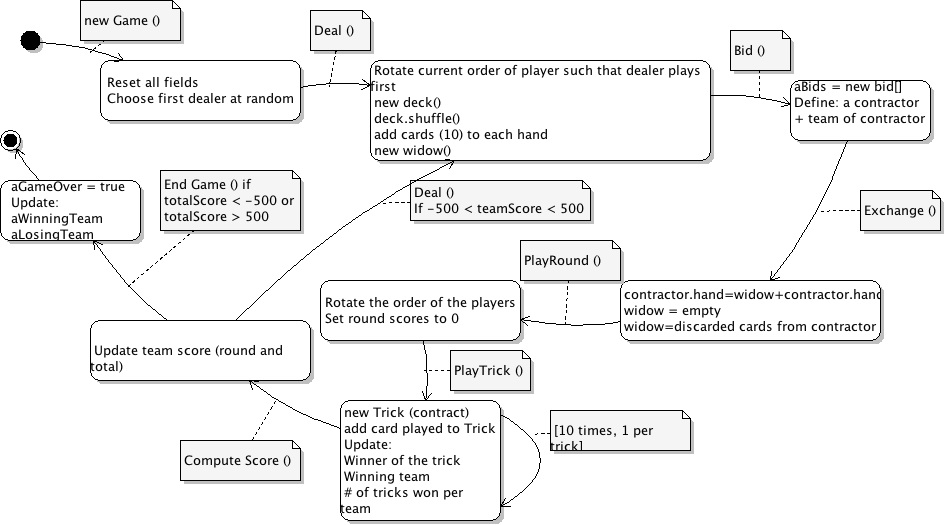 new Game ()
Deal ()
Bid ()
Reset all fields
Choose first dealer at random
Rotate current order of player such that dealer plays
first
new deck()
deck.shuffle()
add cards (10) to each hand
new widow()
aBids = new bid[]
Define: a contractor
+ team of contractor
aGameOver = true
Update:
aWinningTeam
aLosingTeam
End Game () if
totalScore < -500 or
totalScore > 500
Deal ()
If -500 < teamScore < 500
Exchange ()
PlayRound ()
Rotate the order of the players
Set round scores to 0
contractor.hand=widow+contractor.hand
widow = empty
widow=discarded cards from contractor
Update team score (round and
total)
PlayTrick ()
new Trick (contract)
add card played to Trick
Update:
Winner of the trick
Winning team
# of tricks won per
team
[10 times, 1 per
trick]
Compute Score ()